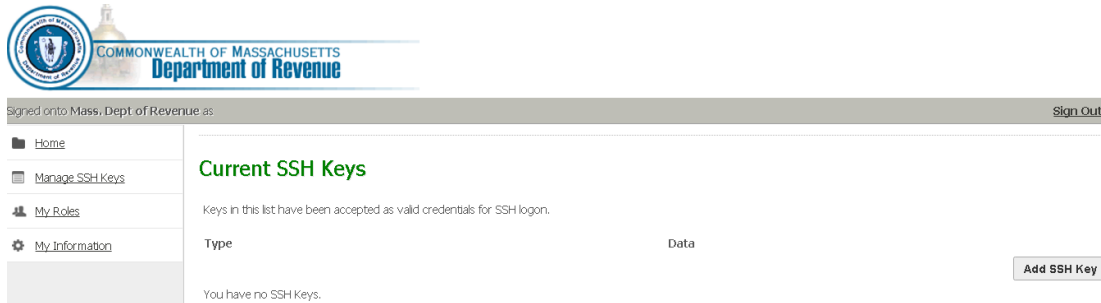 COMMONWEALTH OF MASSACHUSETTS
Department of Revenue
Signed onto Mass. Dept of Revenue as
Sign Out
Home
Manage SSH Keys
My Roles
My Information
Current SSH Keys
Keys in this list have been accepted as valid credentials for SSH logon.
Type Data
Add SSH Key
You have no SSH Keys.